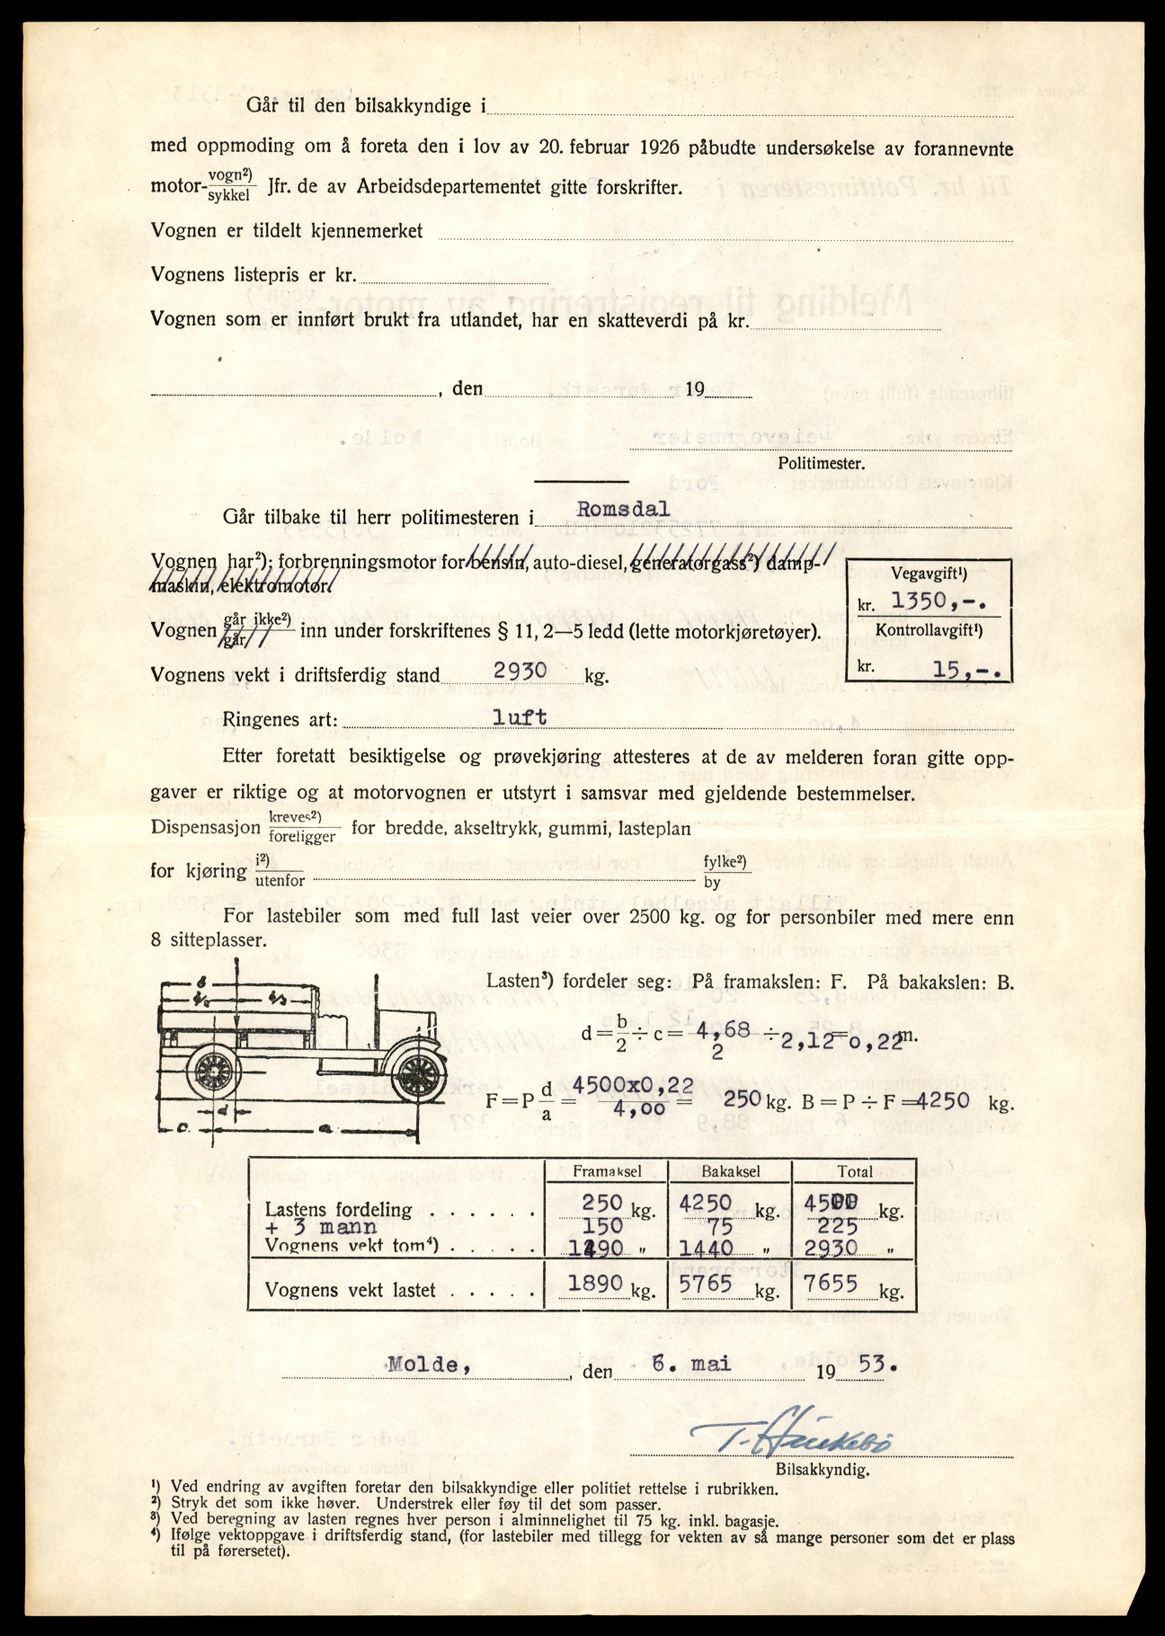 Går til den bilsakkyndige i
med oppmoding om å foreta den i lov av 20. februar 1926 påbudte undersøkelse av forannevnte
motor- vogn²) sykkel Jfr. de av Arbeidsdepartementet gitte forskrifter.
Vognen er tildelt kjennemerket
Vognens listepris er kr.
Vognen som er innført brukt fra utlandet, har en skatteverdi på kr.
, den 19
Politimester.
Går tilbake til herr politimesteren i Romsdal
Vognen har²); forbrenningsmotor for bensin, auto-diesel, generatorgass²) damp-
maskin, elektromotor.
Vegavgift¹)
kr. 1350,-.
Vognen går ikke²) går inn under forskriftenes § 11, 2—5 ledd (lette motorkjøretøyer).
Kontrollavgift¹)
kr. 15,-.
Vognens vekt i driftsferdig stand 2930 kg.
Ringenes art: luft
Etter foretatt besiktigelse og prøvekjøring attesteres at de av melderen foran gitte opp-
gaver er riktige og at motorvognen er utstyrt i samsvar med gjeldende bestemmelser.
Dispensasjon kreves²) foreligger for bredde, akseltrykk, gummi, lasteplan
for kjøring i²) utenfor fylke²) by
For lastebiler som med full last veier over 2500 kg. og for personbiler med mere enn
8 sitteplasser.
Lasten³) fordeler seg: På framakslen: F. På bakakslen: B.
d = b/2 ÷ c = 4,68/2 ÷ 2,12=0,22 m.
F = P d/a = 4500x0,22/4,00 = 250 kg. B = P ÷ F = 4250 kg.
b
b/2 b/2
d
c. a.
Framaksel Bakaksel Total
Lastens fordeling . . . . . . 250 kg. 4250 kg. 4500 kg.
+ 3 mann 150 75 225
Vognens vekt tom⁴) . . . . . 1490 „ 1440 „ 2930 „
Vognens vekt lastet . . . . . 1890 kg. 5765 kg. 7655 kg.
Molde, , den 6. mai 19 53.
T. Hinkebø
Bilsakkyndig.
¹) Ved endring av avgiften foretar den bilsakkyndige eller politiet rettelse i rubrikken.
²) Stryk det som ikke høver. Understrek eller føy til det som passer.
³) Ved beregning av lasten regnes hver person i alminnelighet til 75 kg. inkl. bagasje.
⁴) Ifølge vektoppgave i driftsferdig stand, (for lastebiler med tillegg for vekten av så mange personer som det er plass
til på førersetet).